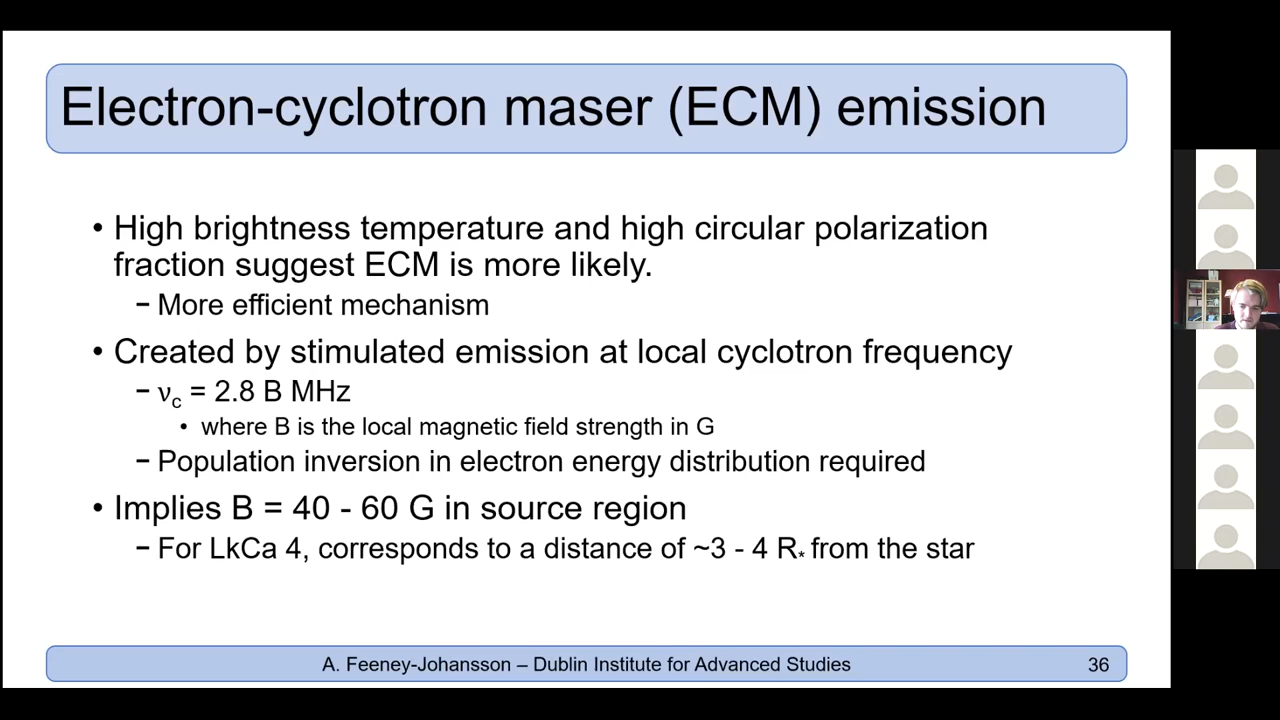 Electron-cyclotron maser (ECM) emission
• High brightness temperature and high circular polarization
fraction suggest ECM is more likely.
− More efficient mechanism
• Created by stimulated emission at local cyclotron frequency
− νc = 2.8 B MHz
• where B is the local magnetic field strength in G
− Population inversion in electron energy distribution required
• Implies B = 40 - 60 G in source region
− For LkCa 4, corresponds to a distance of ~3 - 4 R* from the star
A. Feeney-Johansson – Dublin Institute for Advanced Studies
36